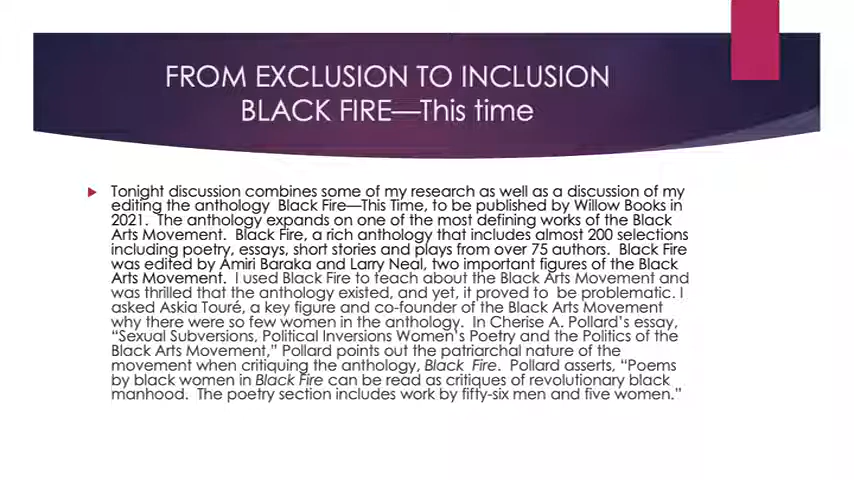 FROM EXCLUSION TO INCLUSION
BLACK FIRE—This time
Tonight discussion combines some of my research as well as a discussion of my
editing the anthology Black Fire—This Time, to be published by Willow Books in
2021. The anthology expands on one of the most defining works of the Black
Arts Movement. Black Fire, a rich anthology that includes almost 200 selections
including poetry, essays, short stories and plays from over 75 authors. Black Fire
was edited by Amiri Baraka and Larry Neal, two important figures of the Black
Arts Movement. I used Black Fire to teach about the Black Arts Movement and
was thrilled that the anthology existed, and yet, it proved to be problematic. I
asked Askia Touré, a key figure and co-founder of the Black Arts Movement
why there were so few women in the anthology. In Cherise A. Pollard’s essay,
“Sexual Subversions, Political Inversions Women’s Poetry and the Politics of the
Black Arts Movement,” Pollard points out the patriarchal nature of the
movement when critiquing the anthology, Black Fire. Pollard asserts, “Poems
by black women in Black Fire can be read as critiques of revolutionary black
manhood. The poetry section includes work by fifty-six men and five women.”